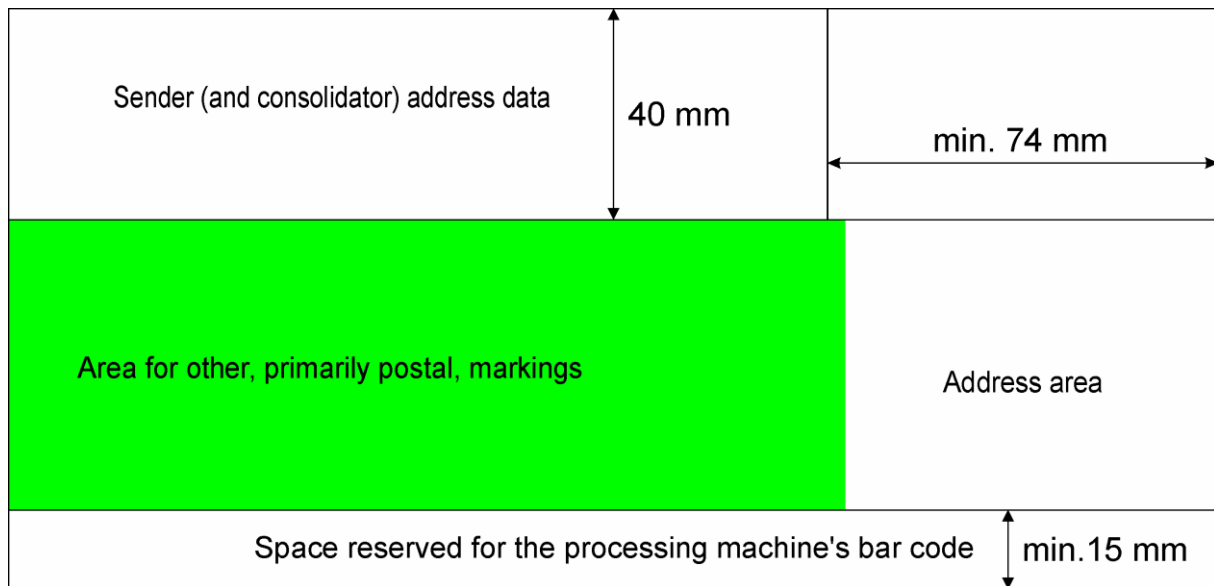 Sender (and consolidator) address data
40 mm
min. 74 mm
Area for other, primarily postal, markings
Address area
Space reserved for the processing machine's bar code
min.15 mm